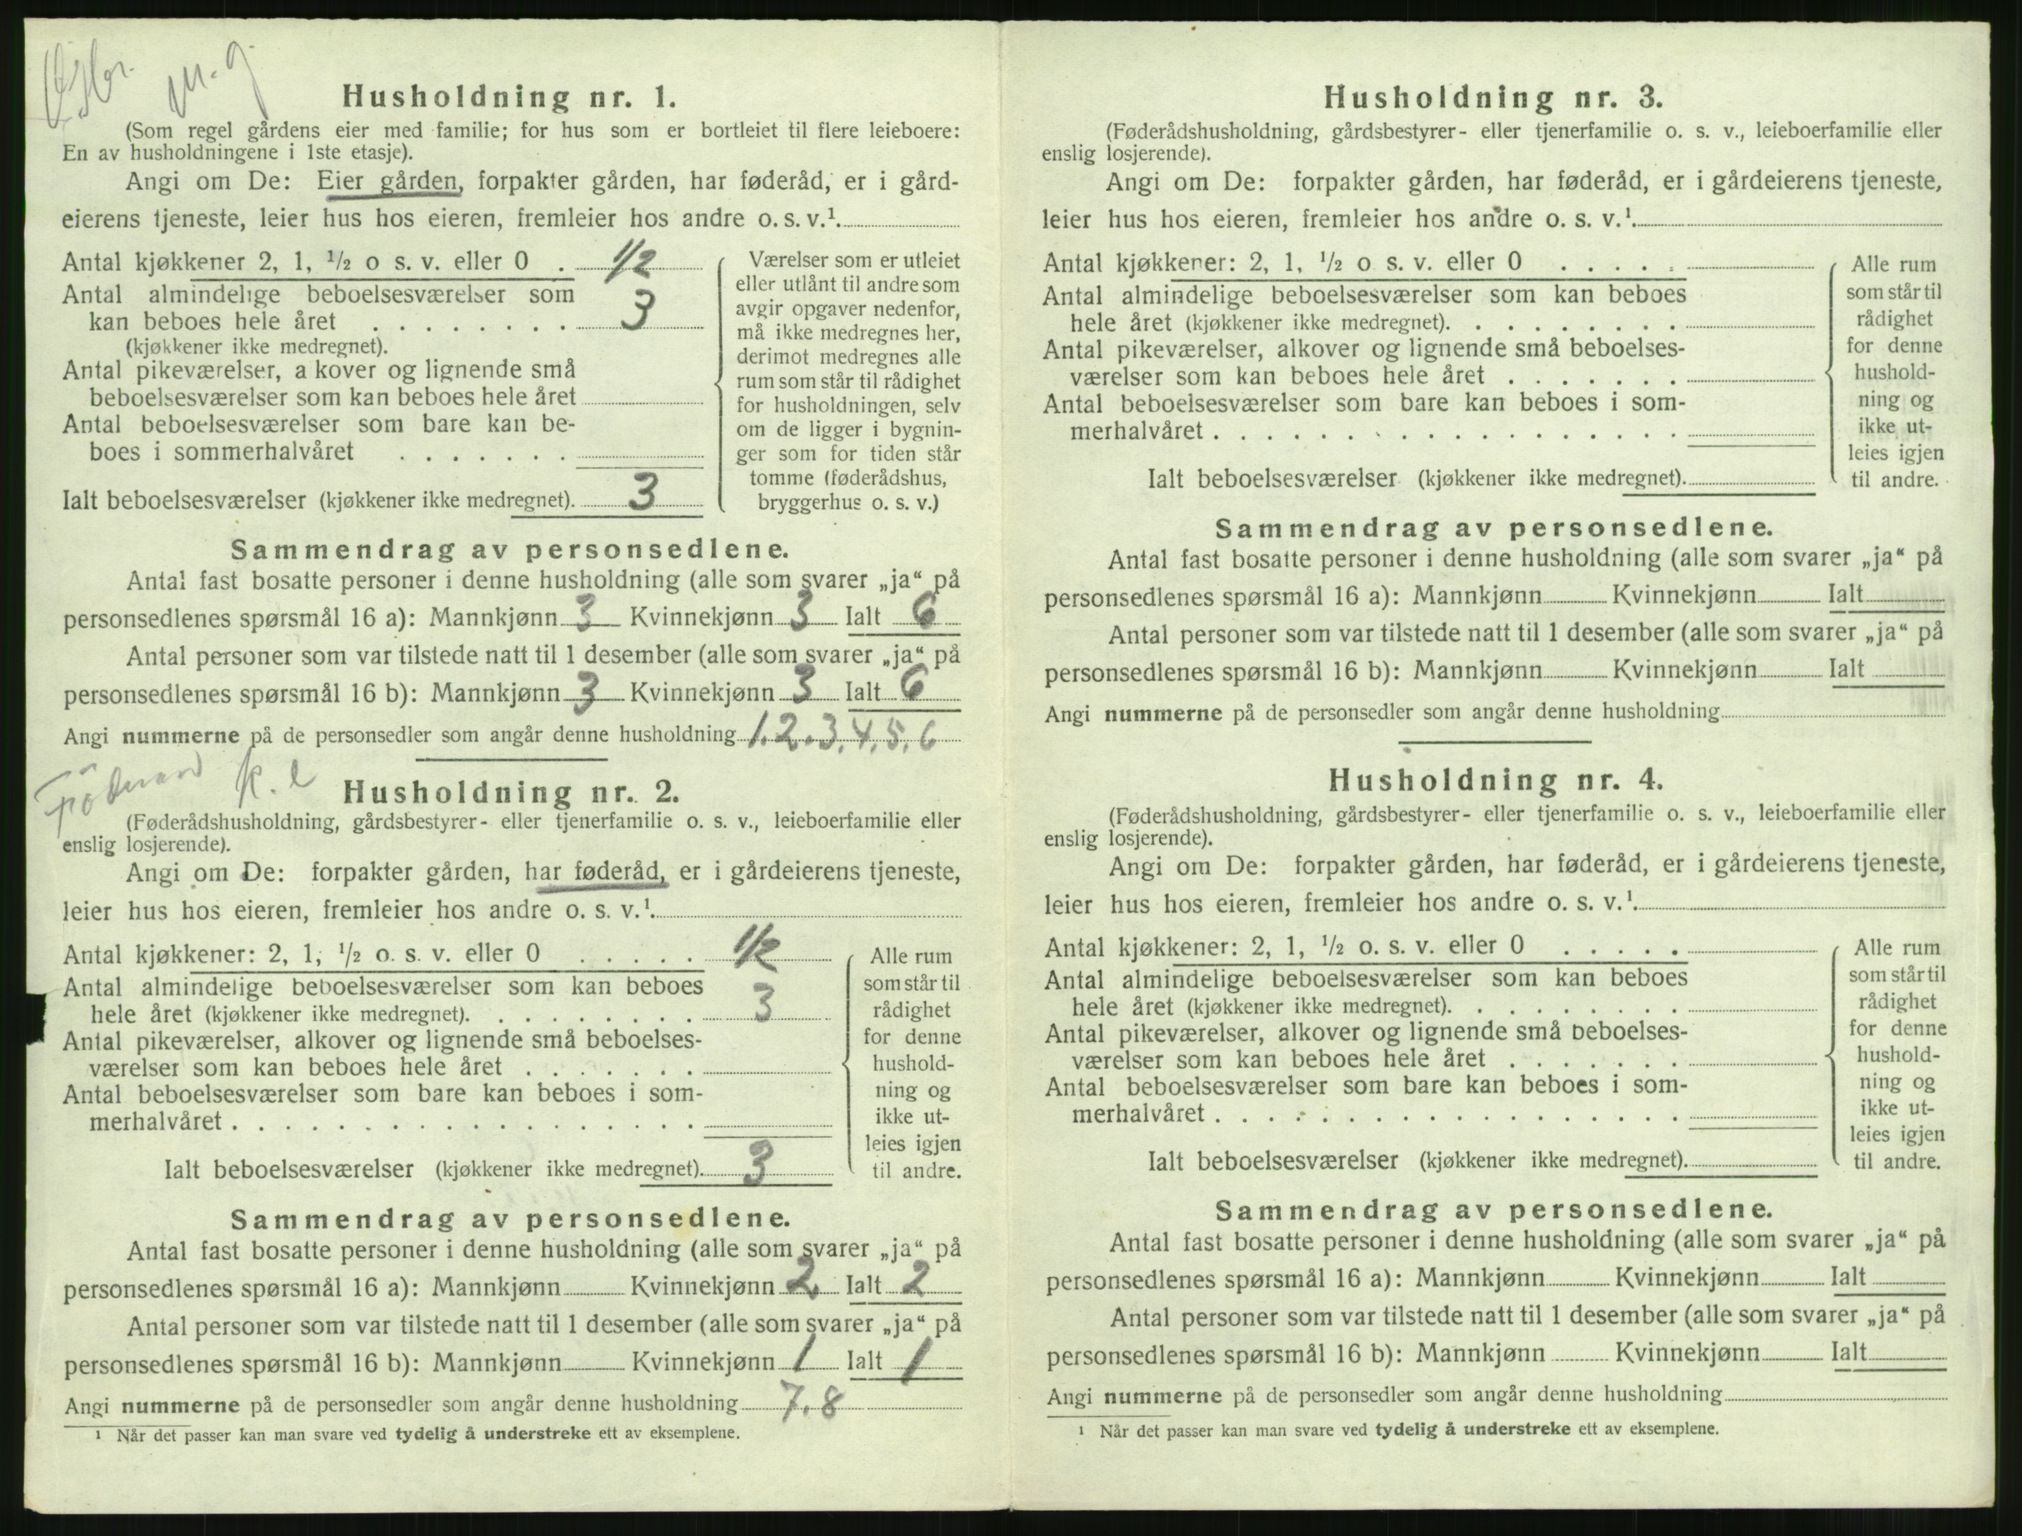 m. g
Husholdning nr. 1.
(Som regel gårdens eier med familie; for hus som er bortleiet til flere leieboere:
En av husholdningene i 1ste etasje).
Angi om De: Eier gården, forpakter gården, har føderåd, er i gård-
eierens tjeneste, leier hus hos eieren, fremleier hos andre o. s. v.¹
Antal kjøkkener 2, 1, ½ o s. v. eller 0 . 1/2
Antal almindelige beboelsesværelser som
kan beboes hele året . . . . . . . . 3
(kjøkkener ikke medregnet).
Antal pikeværelser, a kover og lignende små
beboelsesværelser som kan beboes hele året
Antal beboelsesværelser som bare kan be-
boes i sommerhalvåret . . . . . . .
Ialt beboelsesværelser (kjøkkener ikke medregnet). 3
Værelser som er utleiet
eller utlånt til andre som
avgir opgaver nedenfor,
må ikke medregnes her,
derimot medregnes alle
rum som står til rådighet
for husholdningen, selv
om de ligger i bygnin-
ger som for tiden står
tomme (føderådshus,
bryggerhus o. s. v.)
Sammendrag av personsedlene.
Antal fast bosatte personer i denne husholdning (alle som svarer „ja“ på
personsedlenes spørsmål 16 a): Mannkjønn 3 Kvinnekjønn 3 Ialt 6
Antal personer som var tilstede natt til 1 desember (alle som svarer „ja“ på
personsedlenes spørsmål 16 b): Mannkjønn 3 Kvinnekjønn 3 Ialt 6
Angi nummerne på de personsedler som angår denne husholdning 1.2.3.4.5.6
Föderaad k. l
Husholdning nr. 2.
(Føderådshusholdning, gårdsbestyrer- eller tjenerfamilie o. s. v., leieboerfamilie eller
enslig losjerende).
Angi om De: forpakter gården, har føderåd, er i gårdeierens tjeneste,
leier hus hos eieren, fremleier hos andre o. s. v.¹
Antal kjøkkener: 2, 1, ½ o. s. v. eller 0 . . . . . 1/2
Antal almindelige beboelsesværelser som kan beboes
hele året (kjøkkener ikke medregnet). . . . . . . . . 3
Antal pikeværelser, alkover og lignende små beboelses-
værelser som kan beboes hele året . . . . . . .
Antal beboelsesværelser som bare kan beboes i som-
merhalvåret . . . . . . . . . . . . . . . . . .
Ialt beboelsesværelser (kjøkkener ikke medregnet). 3
Alle rum
som står til
rådighet
for denne
hushold-
ning og
ikke ut-
leies igjen
til andre.
Sammendrag av personsedlene.
Antal fast bosatte personer i denne husholdning (alle som svarer „ja“ på
personsedlenes spørsmål 16 a): Mannkjønn Kvinnekjønn 2 Ialt 2
Antal personer som var tilstede natt til 1 desember (alle som svarer „ja“ på
personsedlenes spørsmål 16 b): Mannkjønn Kvinnekjønn 1 Ialt 1
Angi nummerne på de personsedler som angår denne husholdning 7.8
¹ Når det passer kan man svare ved tydelig å understreke ett av eksemplene.
Husholdning nr. 3.
(Føderådshusholdning, gårdsbestyrer- eller tjenerfamilie o. s. v., leieboerfamilie eller
enslig losjerende).
Angi om De: forpakter gården, har føderåd, er i gårdeierens tjeneste,
leier hus hos eieren, fremleier hos andre o. s. v.¹
Antal kjøkkener: 2, 1, ½ o s. v. eller 0 . . . . .
Antal almindelige beboelsesværelser som kan beboes
hele året (kjøkkener ikke medregnet). . . . . . . . .
Antal pikeværelser, alkover og lignende små beboelses-
værelser som kan beboes hele året . . . . . . .
Antal beboelsesværelser som bare kan beboes i som-
merhalvåret . . . . . . . . . . . . . . . . . .
Ialt beboelsesværelser (kjøkkener ikke medregnet).
Alle rum
som står til
rådighet
for denne
hushold-
ning og
ikke ut-
leies igjen
til andre.
Sammendrag av personsedlene.
Antal fast bosatte personer i denne husholdning (alle som svarer „ja“ på
personsedlenes spørsmål 16 a): Mannkjønn Kvinnekjønn Ialt
Antal personer som var tilstede natt til 1 desember (alle som svarer „ja“ på
personsedlenes spørsmål 16 b): Mannkjønn Kvinnekjønn Ialt
Angi nummerne på de personsedler som angår denne husholdning
Husholdning nr. 4.
(Føderådshusholdning, gårdsbestyrer- eller tjenerfamilie o. s. v., leieboerfamilie eller
enslig losjerende).
Angi om De: forpakter gården, har føderåd, er i gårdeierens tjeneste,
leier hus hos eieren, fremleier hos andre o. s. v.¹
Antal kjøkkener: 2, 1, ½ o. s. v. eller 0 . . . . .
Antal almindelige beboelsesværelser som kan beboes
hele året (kjøkkener ikke medregnet). . . . . . . . .
Antal pikeværelser, alkover og lignende små beboelses-
værelser som kan beboes hele året . . . . . . .
Antal beboelsesværelser som bare kan beboes i som-
merhalvåret . . . . . . . . . . . . . . . . . .
Ialt beboelsesværelser (kjøkkener ikke medregnet).
Alle rum
som står til
rådighet
for denne
hushold-
ning og
ikke ut-
leies igjen
til andre.
Sammendrag av personsedlene.
Antal fast bosatte personer i denne husholdning (alle som svarer „ja“ på
personsedlenes spørsmål 16 a): Mannkjønn Kvinnekjønn Ialt
Antal personer som var tilstede natt til 1 desember (alle som svarer „ja“ på
personsedlenes spørsmål 16 b): Mannkjønn Kvinnekjønn Ialt
Angi nummerne på de personsedler som angår denne husholdning
¹ Når det passer kan man svare ved tydelig å understreke ett av eksemplene.